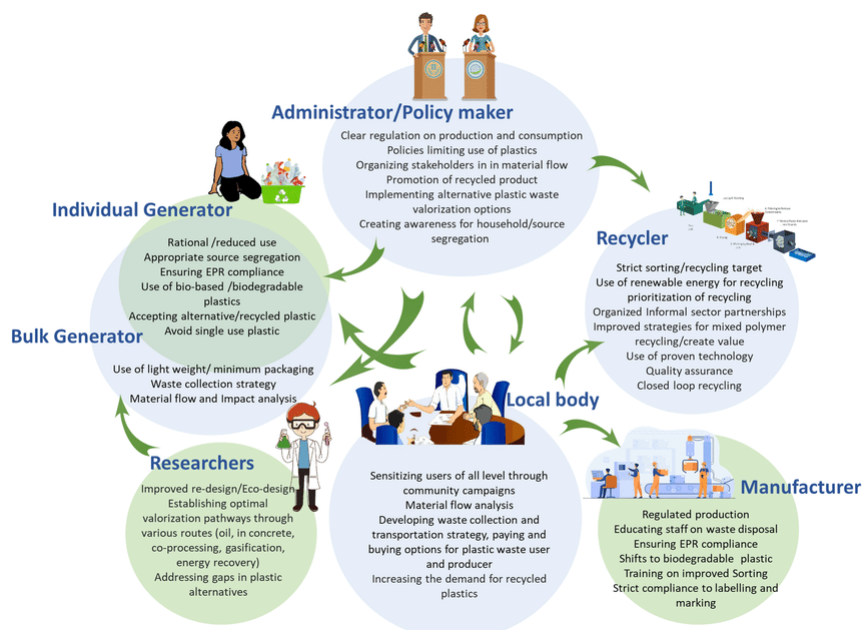 Administrator/Policy maker
Clear regulation on production and consumption
Policies limiting use of plastics
Organizing stakeholders in in material flow
Promotion of recycled product
Implementing alternative plastic waste
valorization options
Creating awareness for household/source
segregation
Individual Generator
Rational /reduced use
Appropriate source segregation
Ensuring EPR compliance
Use of bio-based /biodegradable
plastics
Accepting alternative/recycled plastic
Avoid single use plastic
Bulk Generator
Use of light weight/ minimum packaging
Waste collection strategy
Material flow and Impact analysis
Recycler
Strict sorting/recycling target
Use of renewable energy for recycling
prioritization of recycling
Organized Informal sector partnerships
Improved strategies for mixed polymer
recycling/create value
Use of proven technology
Quality assurance
Closed loop recycling
Local body
Sensitizing users of all level through
community campaigns
Material flow analysis
Developing waste collection and
transportation strategy, paying and
buying options for plastic waste user
and producer
Increasing the demand for recycled
plastics
Researchers
Improved re-design/Eco-design
Establishing optimal
valorization pathways through
various routes (oil, in concrete,
co-processing, gasification,
energy recovery)
Addressing gaps in plastic
alternatives
Manufacturer
Regulated production
Educating staff on waste disposal
Ensuring EPR compliance
Shifts to biodegradable plastic
Training on improved Sorting
Strict compliance to labelling and
marking